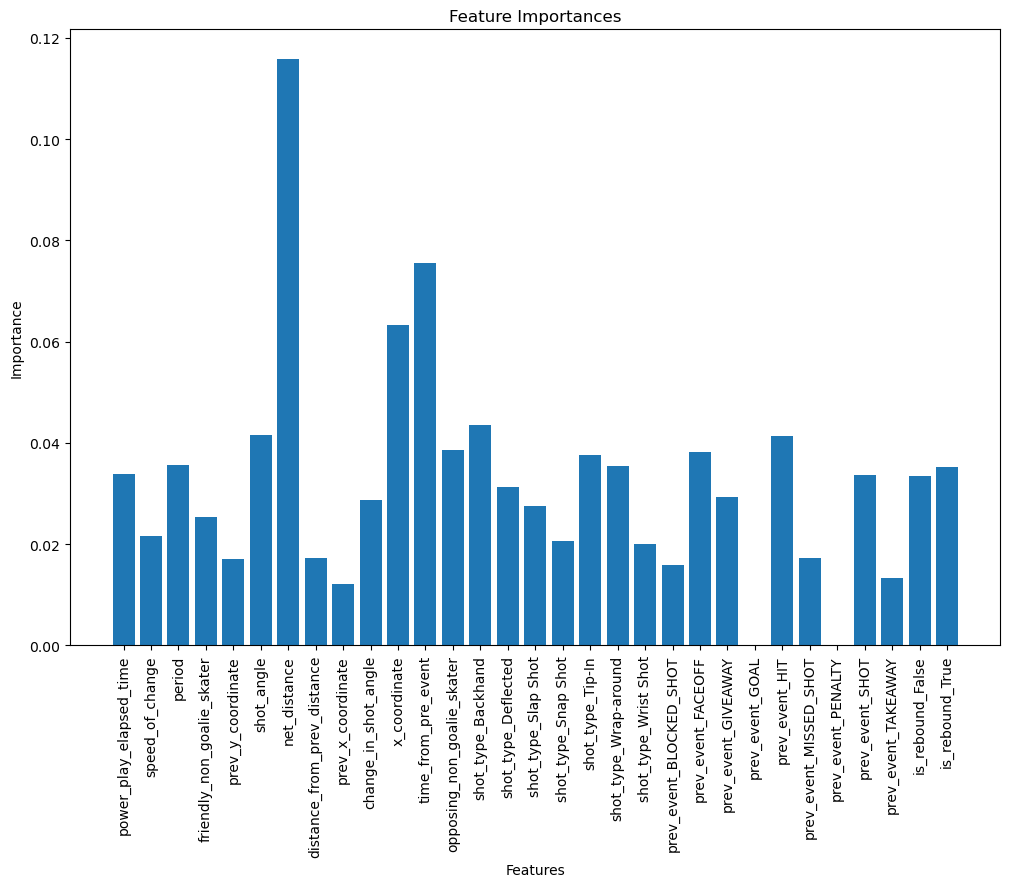 Feature Importances
0.12
0.10
0.08
0.06
0.04
0.02
0.00
Importance
power_play_elapsed_time
speed_of_change
period
friendly_non_goalie_skater
prev_y_coordinate
shot_angle
net_distance
distance_from_prev_distance
prev_x_coordinate
change_in_shot_angle
x_coordinate
time_from_pre_event
opposing_non_goalie_skater
shot_type_Backhand
shot_type_Deflected
shot_type_Slap Shot
shot_type_Snap Shot
shot_type_Tip-In
shot_type_Wrap-around
shot_type_Wrist Shot
prev_event_BLOCKED_SHOT
prev_event_FACEOFF
prev_event_GIVEAWAY
prev_event_GOAL
prev_event_HIT
prev_event_MISSED_SHOT
prev_event_PENALTY
prev_event_SHOT
prev_event_TAKEAWAY
is_rebound_False
is_rebound_True
Features